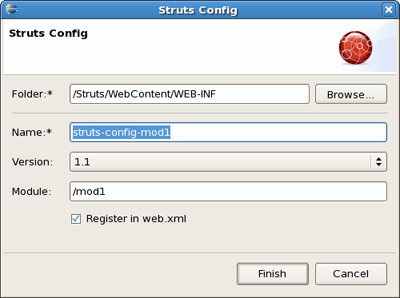 Struts Config
Struts Config
Folder:* /Struts/WebContent/WEB-INF Browse...
Name:* struts-config-mod1
Version: 1.1
Module: /mod1
Register in web.xml
Finish Cancel